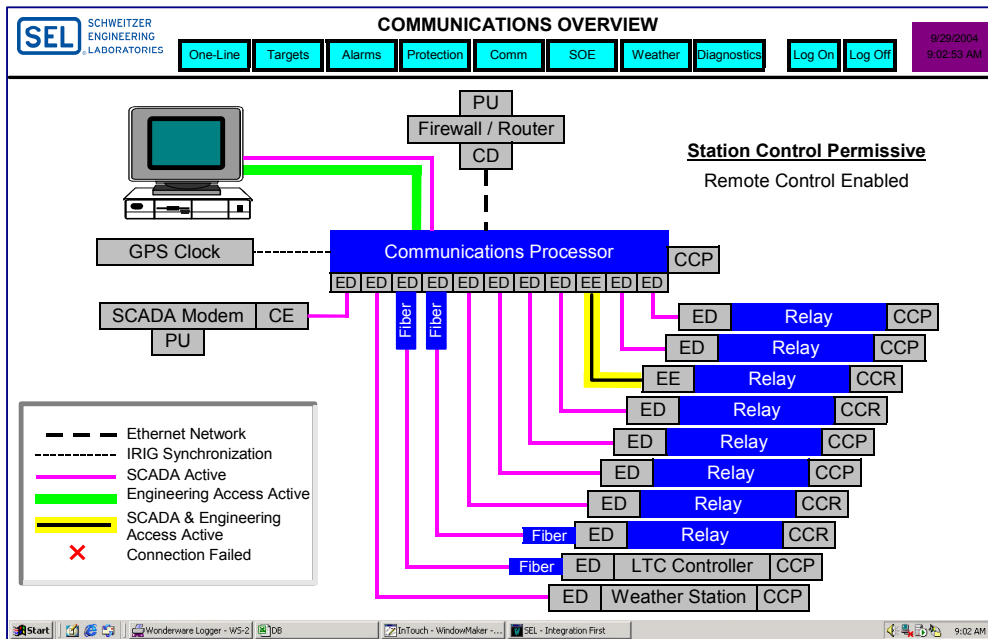 SEL SCHWEITZER
ENGINEERING
LABORATORIES
COMMUNICATIONS OVERVIEW
9/29/2004
9:02:53 AM
One-Line Targets Alarms Protection Comm SOE Weather Diagnostics Log On Log Off
PU
Firewall / Router
CD
Station Control Permissive
Remote Control Enabled
GPS Clock
Communications Processor
CCP
ED ED ED ED ED ED ED ED EE ED ED
SCADA Modem CE
PU
Fiber Fiber
ED Relay CCP
ED Relay CCP
EE Relay CCR
ED Relay CCR
ED Relay CCP
ED Relay CCP
ED Relay CCR
Fiber ED Relay CCR
Fiber ED LTC Controller CCP
ED Weather Station CCP
Ethernet Network
IRIG Synchronization
SCADA Active
Engineering Access Active
SCADA & Engineering
Access Active
Connection Failed
Start Wonderware Logger - WS-2 DB InTouch - WindowMaker -... SEL - Integration First 9:02 AM